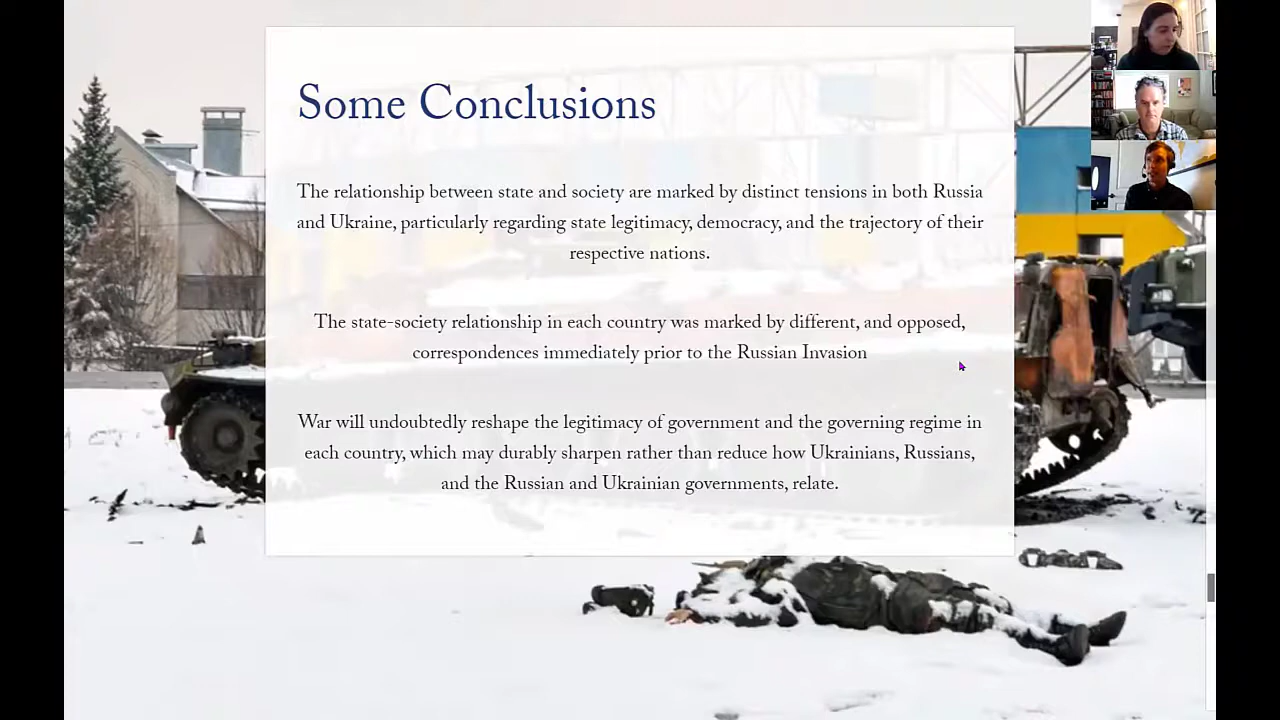 Some Conclusions
The relationship between state and society are marked by distinct tensions in both Russia
and Ukraine, particularly regarding state legitimacy, democracy, and the trajectory of their
respective nations.
The state-society relationship in each country was marked by different, and opposed,
correspondences immediately prior to the Russian Invasion
War will undoubtedly reshape the legitimacy of government and the governing regime in
each country, which may durably sharpen rather than reduce how Ukrainians, Russians,
and the Russian and Ukrainian governments, relate.